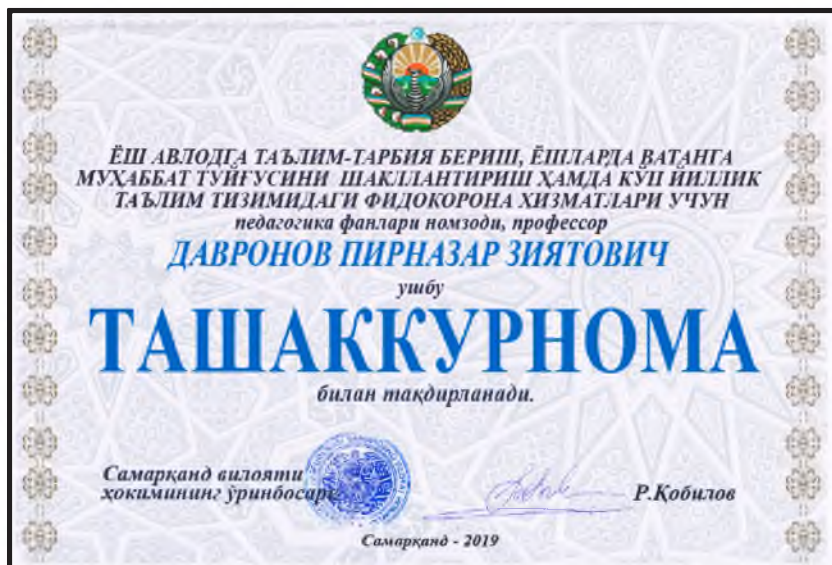 ЁШ АВЛОДГА ТАЪЛИМ-ТАРБИЯ БЕРИШ, ЁШЛАРДА ВАТАНГА
МУҲАББАТ ТУЙҒУСИНИ ШАКЛЛАНТИРИШ ҲАМДА КЎП ЙИЛЛИК
ТАЪЛИМ ТИЗИМИДАГИ ФИДОКОРОНА ХИЗМАТЛАРИ УЧУН
педагогика фанлари номзоди, профессор
ДАВРОНОВ ПИРНАЗАР ЗИЯТОВИЧ
ушбу
ТАШАККУРНОМА
билан тақдирланади.
Самарқанд вилояти
ҳокимининг ўринбосари
Р.Қобилов
Самарқанд - 2019